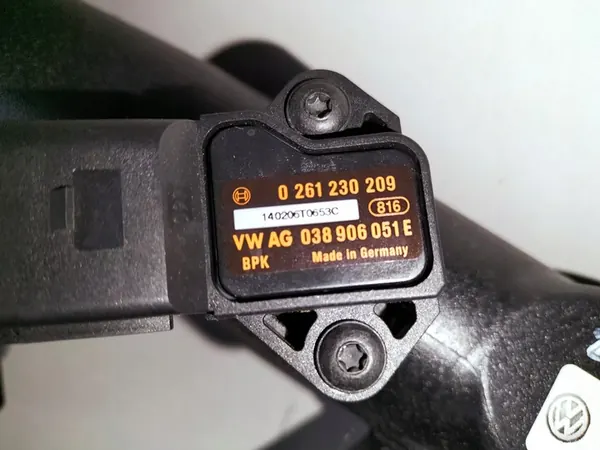 0 261 230 209
140206T0653C 816
VW AG 038 906 051 E
BPK Made in Germany